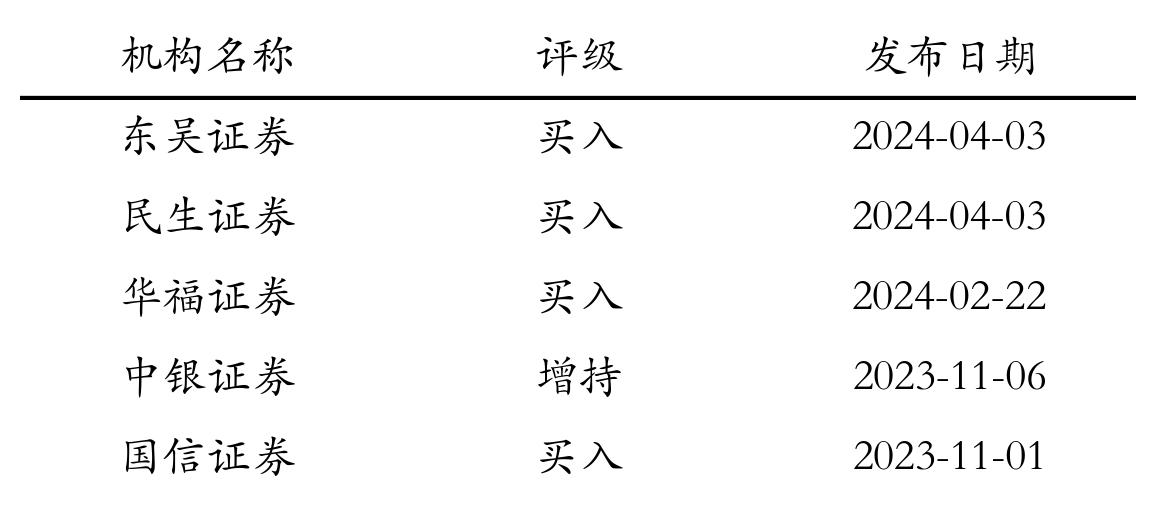 机构名称 评级 发布日期
东吴证券 买入 2024-04-03
民生证券 买入 2024-04-03
华福证券 买入 2024-02-22
中银证券 增持 2023-11-06
国信证券 买入 2023-11-01